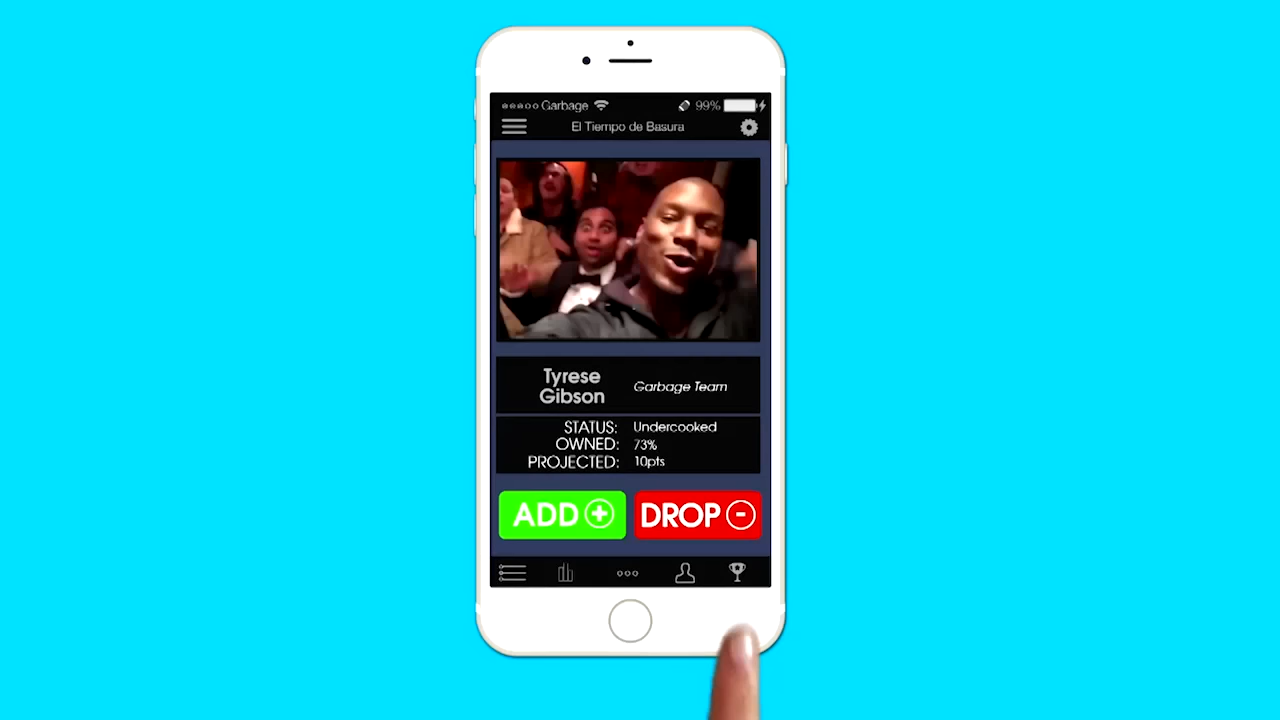 Garbage 99%
El Tiempo de Basura
Tyrese
Gibson
Garbage Team
STATUS: Undercooked
OWNED: 73%
PROJECTED: 10pts
ADD + DROP -